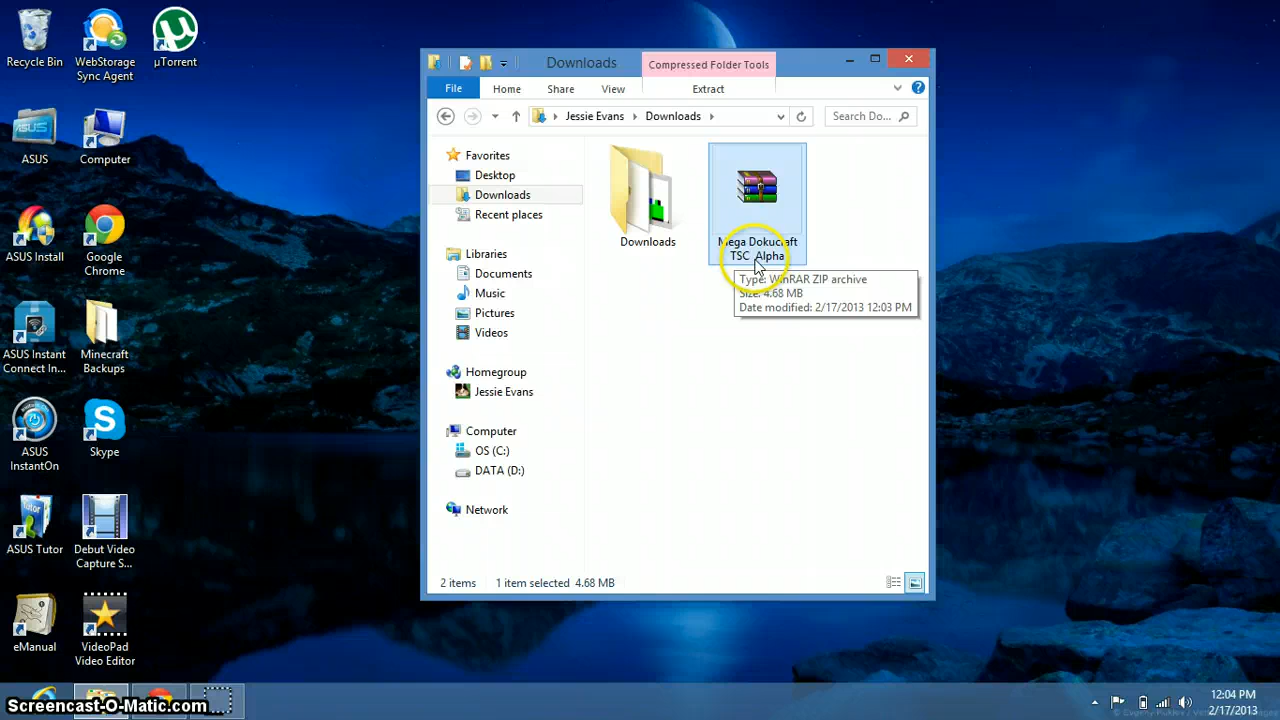 Recycle Bin
WebStorage
Sync Agent
µTorrent
ASUS
Computer
ASUS Install
Google
Chrome
ASUS Instant
Connect In...
Minecraft
Backups
ASUS
InstantOn
Skype
ASUS Tutor
Debut Video
Capture S...
eManual
VideoPad
Video Editor
Downloads
Compressed Folder Tools
File
Home
Share
View
Extract
Jessie Evans
Downloads
Search Do...
Favorites
Desktop
Downloads
Recent places
Libraries
Documents
Music
Pictures
Videos
Homegroup
Jessie Evans
Computer
OS (C:)
DATA (D:)
Network
Downloads
Mega Dokucraft
TSC_Alpha
Type: WinRAR ZIP archive
Size: 4.68 MB
Date modified: 2/17/2013 12:03 PM
2 items 1 item selected 4.68 MB
Screencast-O-Matic.com
12:04 PM
2/17/2013